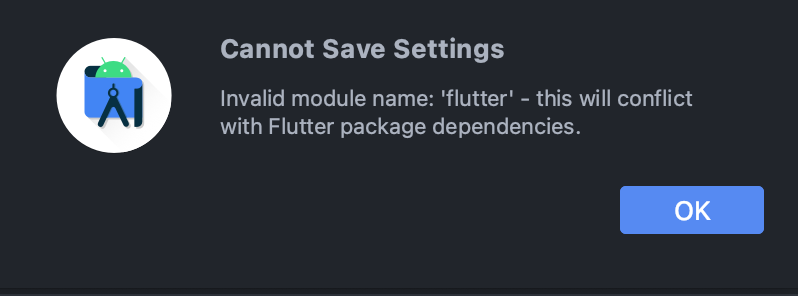 Cannot Save Settings
Invalid module name: 'flutter' - this will conflict
with Flutter package dependencies.
OK